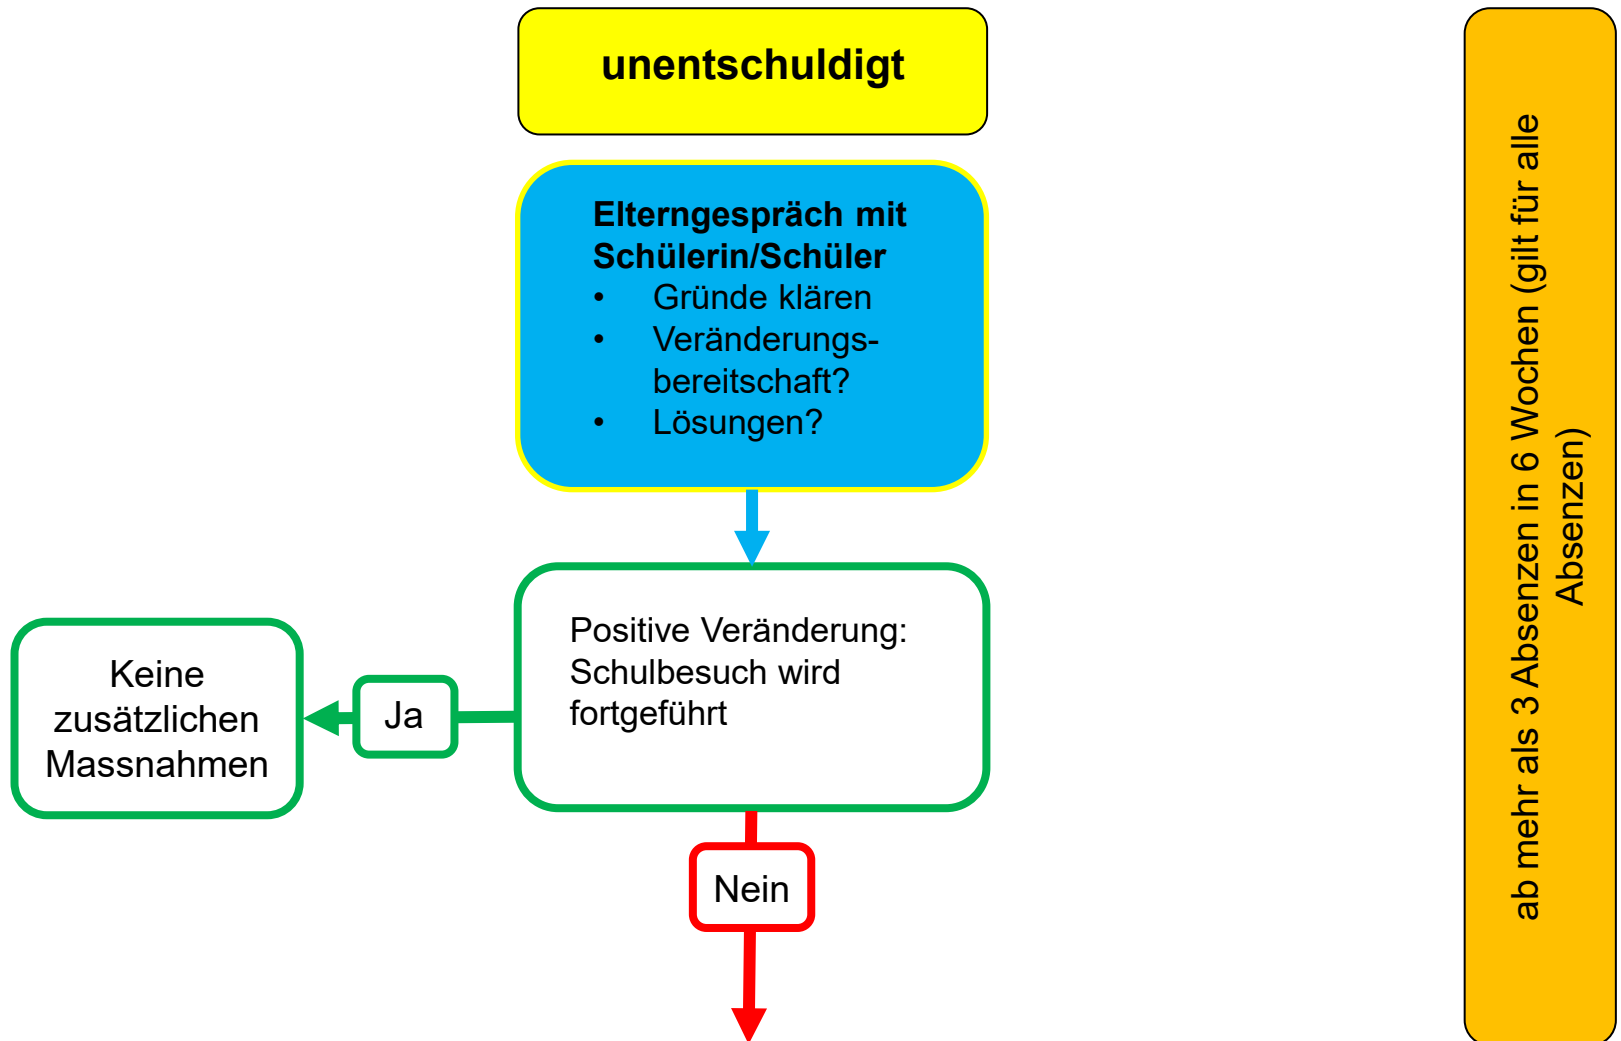 unentschuldigt
Elterngespräch mit
Schülerin/Schüler
• Gründe klären
• Veränderungs-
bereitschaft?
• Lösungen?
Positive Veränderung:
Schulbesuch wird
fortgeführt
Ja
Keine
zusätzlichen
Massnahmen
Nein
ab mehr als 3 Absenzen in 6 Wochen (gilt für alle
Absenzen)